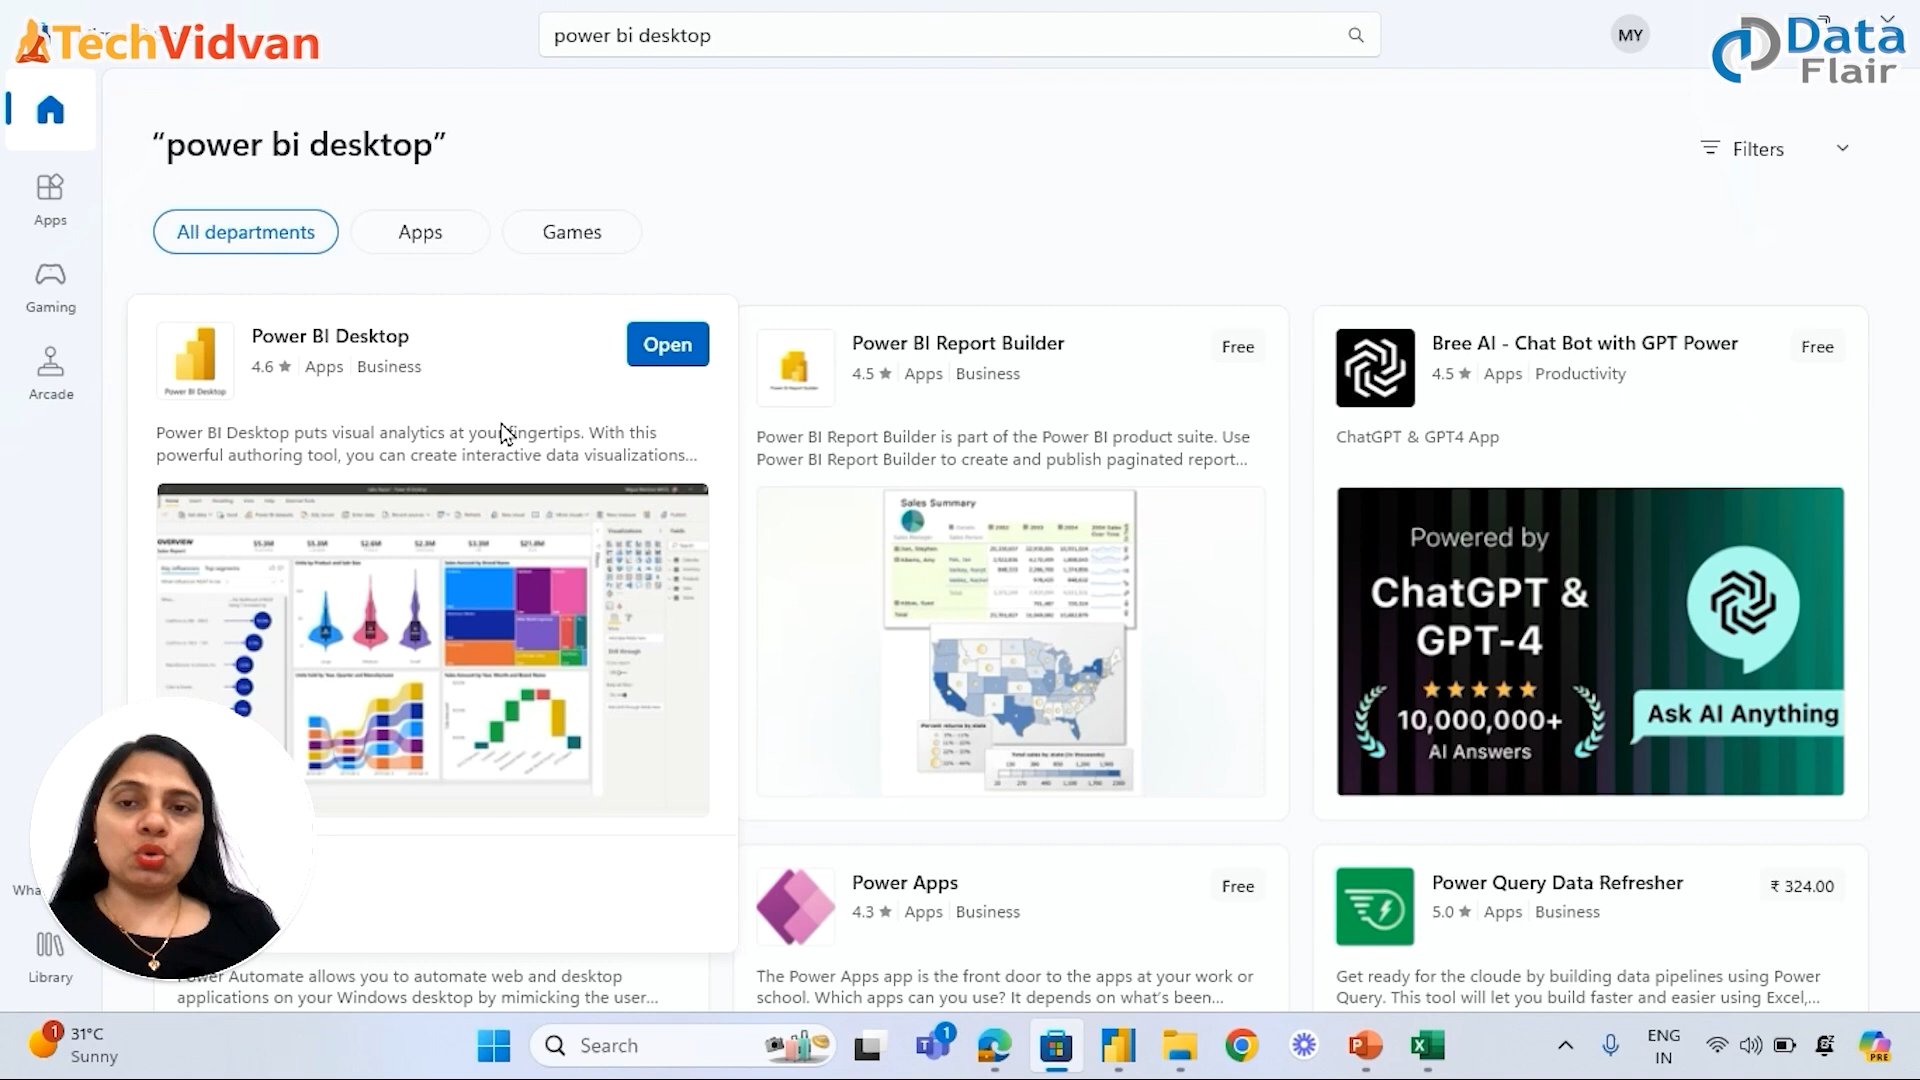 TechVidvan
power bi desktop
MY
Data
Flair
“power bi desktop”
Filters
All departments
Apps
Games
Apps
Gaming
Arcade
Power BI Desktop
Power BI Desktop
4.6 ★ Apps Business
Open
Power BI Desktop puts visual analytics at your fingertips. With this
powerful authoring tool, you can create interactive data visualizations...
Power BI Report Builder
4.5 ★ Apps Business
Free
Power BI Report Builder is part of the Power BI product suite. Use
Power BI Report Builder to create and publish paginated report...
Sales Summary
Bree AI - Chat Bot with GPT Power
4.5 ★ Apps Productivity
Free
ChatGPT & GPT4 App
Powered by
ChatGPT &
GPT-4
10,000,000+
AI Answers
Ask AI Anything
Power Apps
4.3 ★ Apps Business
Free
The Power Apps app is the front door to the apps at your work or
school. Which apps can you use? It depends on what's been...
Power Query Data Refresher
5.0 ★ Apps Business
₹ 324.00
Get ready for the cloude by building data pipelines using Power
Query. This tool will let you build faster and easier using Excel,...
Automate allows you to automate web and desktop
applications on your Windows desktop by mimicking the user...
Library
1
31°C
Sunny
Search
1
ENG
IN
PRE